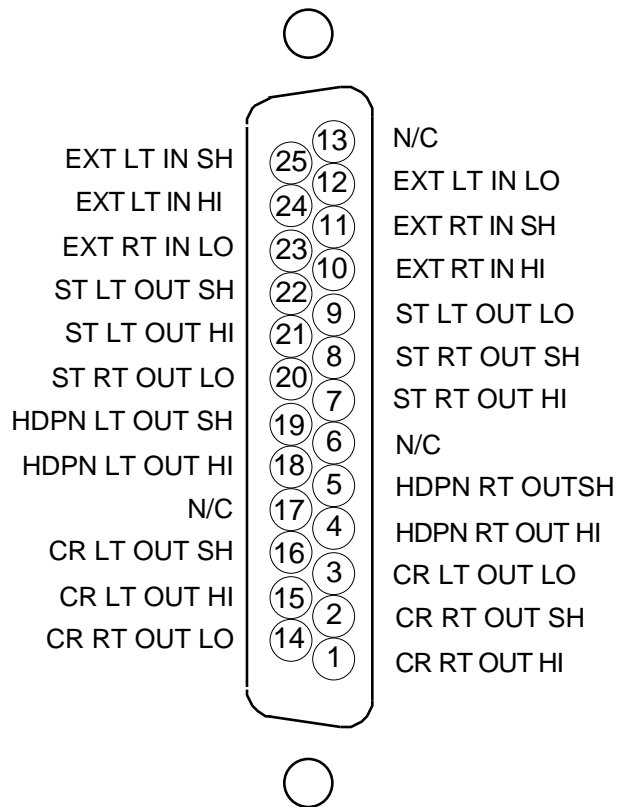 13 N/C
EXT LT IN SH 25
12 EXT LT IN LO
EXT LT IN HI 24
11 EXT RT IN SH
EXT RT IN LO 23
10 EXT RT IN HI
ST LT OUT SH 22
9 ST LT OUT LO
ST LT OUT HI 21
8 ST RT OUT SH
ST RT OUT LO 20
7 ST RT OUT HI
HDPN LT OUT SH 19
6 N/C
HDPN LT OUT HI 18
5 HDPN RT OUTSH
N/C 17
4 HDPN RT OUT HI
CR LT OUT SH 16
3 CR LT OUT LO
CR LT OUT HI 15
2 CR RT OUT SH
CR RT OUT LO 14
1 CR RT OUT HI